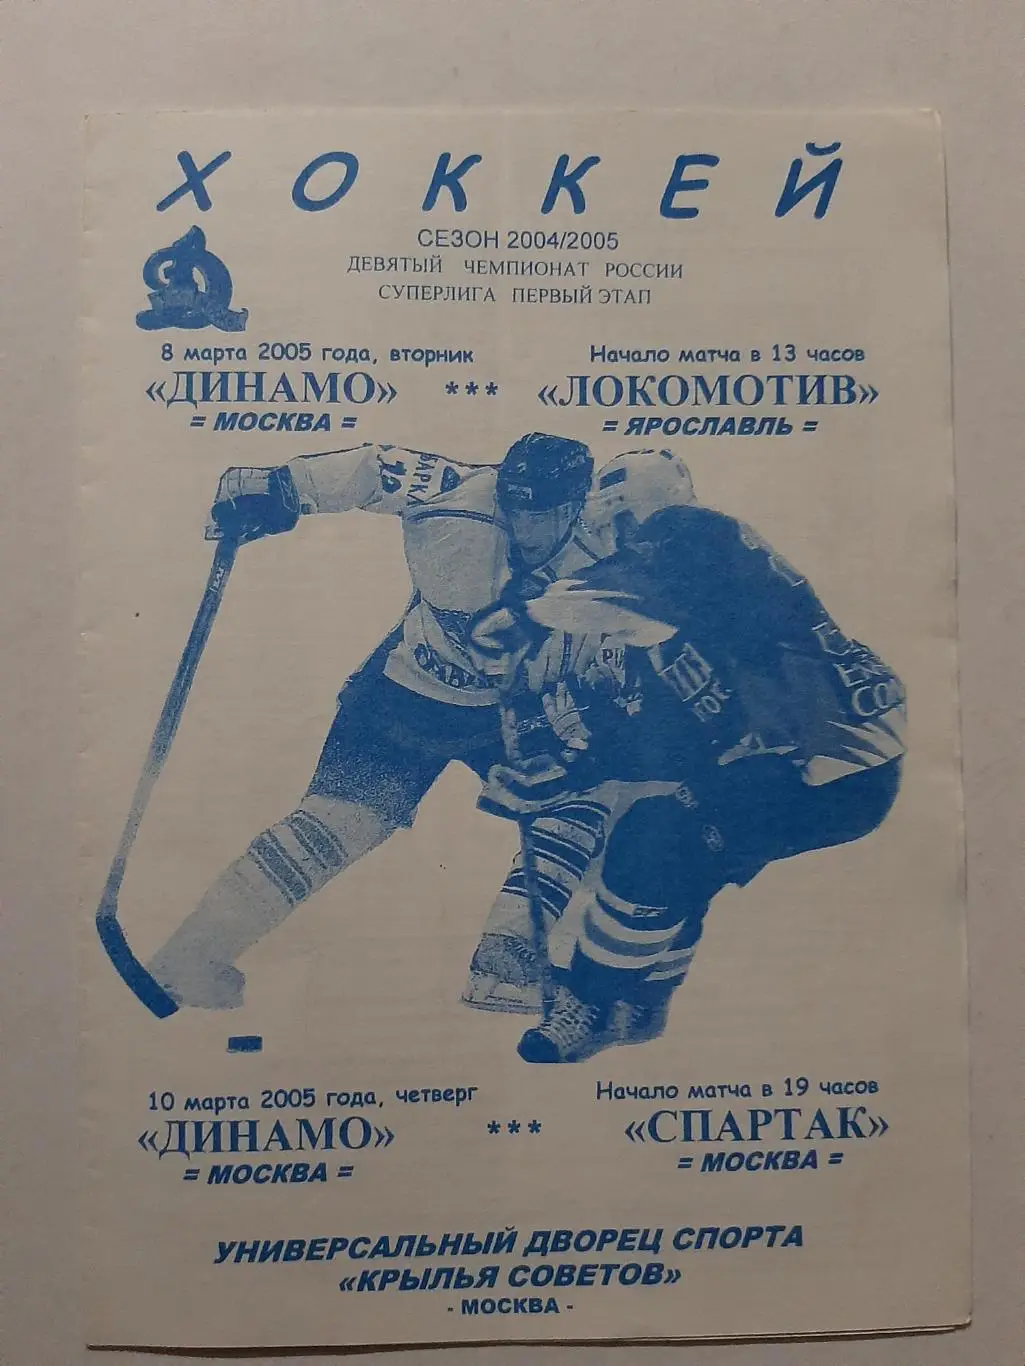 ХОККЕЙ
СЕЗОН 2004/2005
ДЕВЯТЫЙ ЧЕМПИОНАТ РОССИИ
СУПЕРЛИГА ПЕРВЫЙ ЭТАП
8 марта 2005 года, вторник
Начало матча в 13 часов
«ДИНАМО» *** «ЛОКОМОТИВ»
= МОСКВА = = ЯРОСЛАВЛЬ =
10 марта 2005 года, четверг
Начало матча в 19 часов
«ДИНАМО» *** «СПАРТАК»
= МОСКВА = = МОСКВА =
УНИВЕРСАЛЬНЫЙ ДВОРЕЦ СПОРТА
«КРЫЛЬЯ СОВЕТОВ»
- МОСКВА -